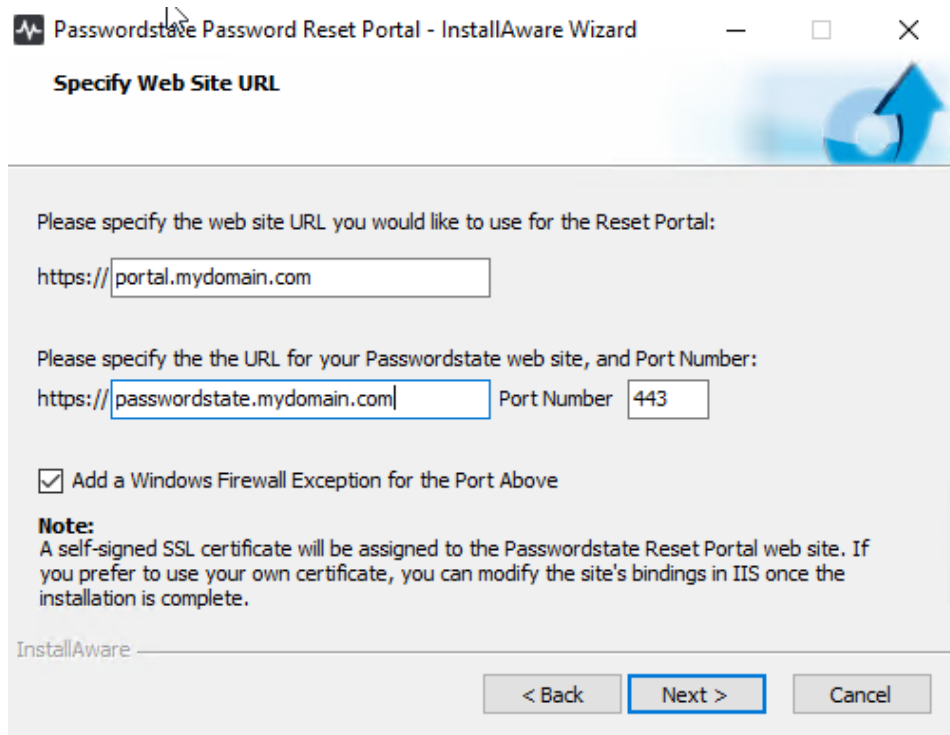 Passwordstate Password Reset Portal - InstallAware Wizard
Specify Web Site URL
Please specify the web site URL you would like to use for the Reset Portal:
https:// portal.mydomain.com
Please specify the the URL for your Passwordstate web site, and Port Number:
https:// passwordstate.mydomain.com Port Number 443
Add a Windows Firewall Exception for the Port Above
Note:
A self-signed SSL certificate will be assigned to the Passwordstate Reset Portal web site. If
you prefer to use your own certificate, you can modify the site's bindings in IIS once the
installation is complete.
InstallAware
< Back Next > Cancel